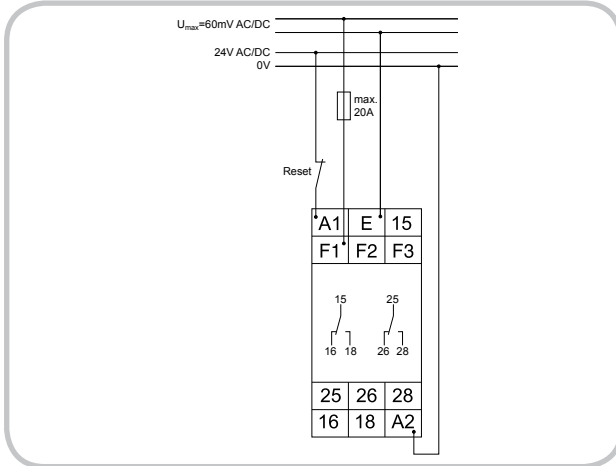 Umax=60mV AC/DC
24V AC/DC
0V
max.
20A
Reset
A1 E 15
F1 F2 F3
15 25
16 18 26 28
25 26 28
16 18 A2